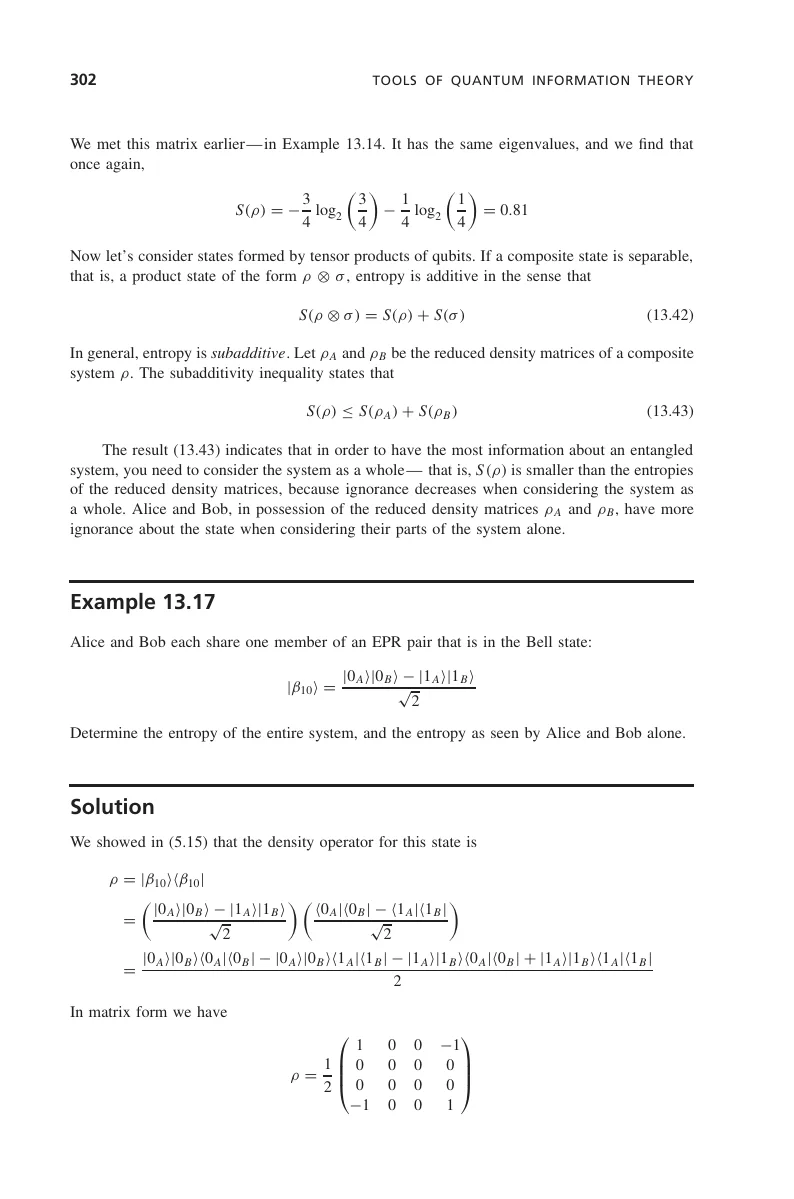 302 TOOLS OF QUANTUM INFORMATION THEORY
We met this matrix earlier—in Example 13.14. It has the same eigenvalues, and we find that
once again,
S(ρ) = −3/4 log₂ (3/4) − 1/4 log₂ (1/4) = 0.81
Now let's consider states formed by tensor products of qubits. If a composite state is separable,
that is, a product state of the form ρ ⊗ σ, entropy is additive in the sense that
S(ρ ⊗ σ) = S(ρ) + S(σ) (13.42)
In general, entropy is subadditive. Let ρ_A and ρ_B be the reduced density matrices of a composite
system ρ. The subadditivity inequality states that
S(ρ) ≤ S(ρ_A) + S(ρ_B) (13.43)
The result (13.43) indicates that in order to have the most information about an entangled
system, you need to consider the system as a whole— that is, S(ρ) is smaller than the entropies
of the reduced density matrices, because ignorance decreases when considering the system as
a whole. Alice and Bob, in possession of the reduced density matrices ρ_A and ρ_B, have more
ignorance about the state when considering their parts of the system alone.
Example 13.17
Alice and Bob each share one member of an EPR pair that is in the Bell state:
|β₁₀⟩ = (|0_A⟩|0_B⟩ − |1_A⟩|1_B⟩)/√2
Determine the entropy of the entire system, and the entropy as seen by Alice and Bob alone.
Solution
We showed in (5.15) that the density operator for this state is
ρ = |β₁₀⟩⟨β₁₀|
= ((|0_A⟩|0_B⟩ − |1_A⟩|1_B⟩)/√2) ((⟨0_A|⟨0_B| − ⟨1_A|⟨1_B|)/√2)
= (|0_A⟩|0_B⟩⟨0_A|⟨0_B| − |0_A⟩|0_B⟩⟨1_A|⟨1_B| − |1_A⟩|1_B⟩⟨0_A|⟨0_B| + |1_A⟩|1_B⟩⟨1_A|⟨1_B|)/2
In matrix form we have
1 0 0 −1
ρ = 1/2 0 0 0 0
0 0 0 0
−1 0 0 1